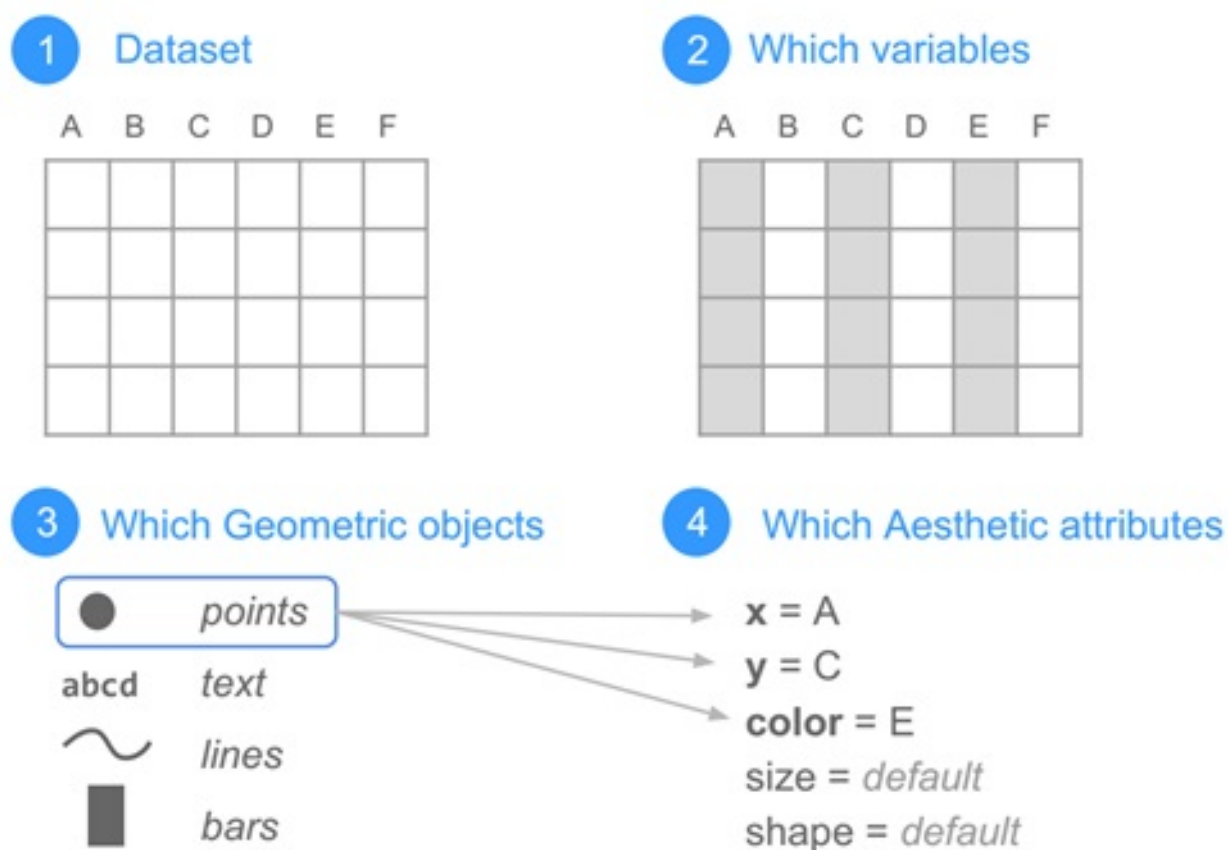 1 Dataset
A B C D E F
2 Which variables
A B C D E F
3 Which Geometric objects
points
abcd text
lines
bars
4 Which Aesthetic attributes
x = A
y = C
color = E
size = default
shape = default